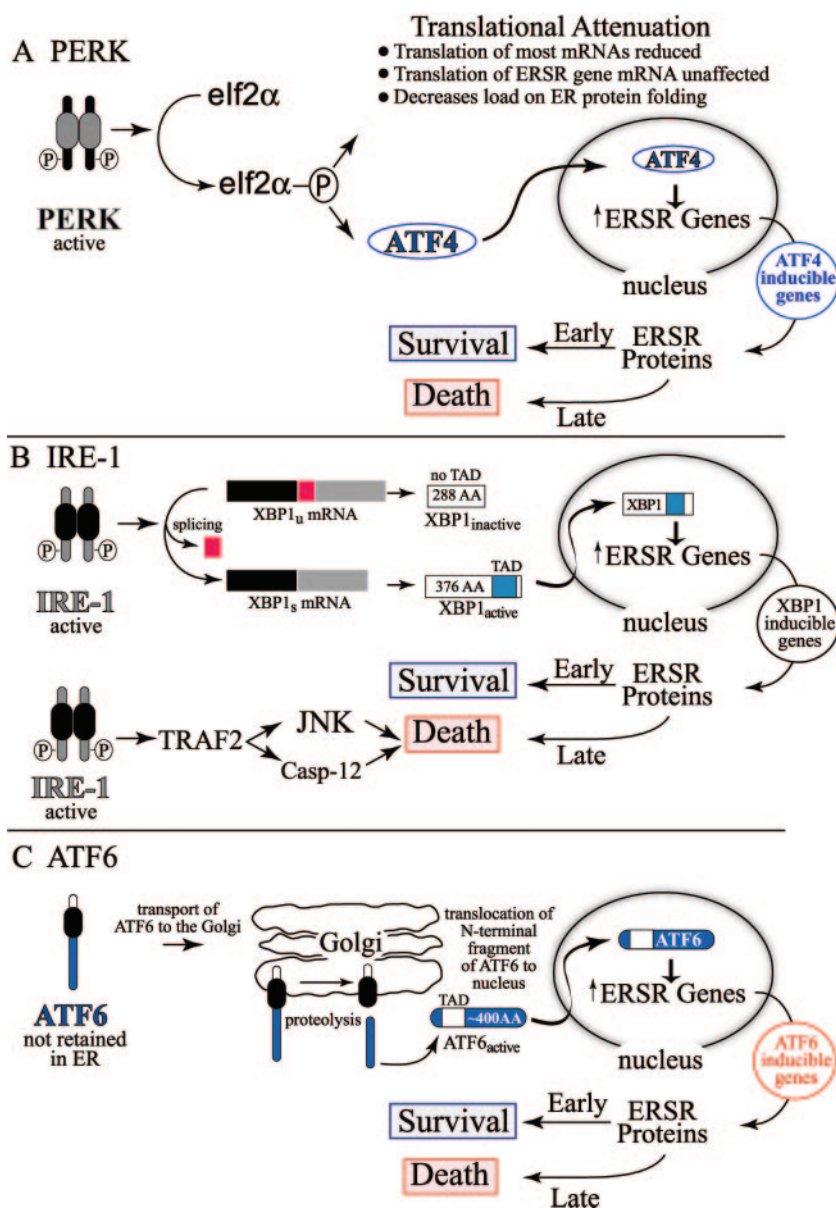 Translational Attenuation
● Translation of most mRNAs reduced
● Translation of ERSR gene mRNA unaffected
● Decreases load on ER protein folding
A PERK
eIf2α
P
P
eIf2α
P
PERK
active
ATF4
ATF4
↑ERSR Genes
nucleus
ATF4
inducible
genes
Survival
Early
ERSR
Proteins
Death
Late
B IRE-1
P
P
splicing
XBP1u mRNA
no TAD
288 AA
XBP1inactive
XBP1s mRNA
TAD
376 AA
XBP1active
IRE-1
active
XBP1
↑ERSR Genes
nucleus
XBP1
inducible
genes
Survival
Early
ERSR
Proteins
P
P
TRAF2
JNK
Casp-12
Death
Late
IRE-1
active
C ATF6
transport of
ATF6 to the Golgi
Golgi
proteolysis
translocation of
N-terminal
fragment
of ATF6 to
nucleus
ATF6
not retained
in ER
TAD
~400AA
ATF6active
ATF6
↑ERSR Genes
nucleus
ATF6
inducible
genes
Survival
Early
ERSR
Proteins
Death
Late